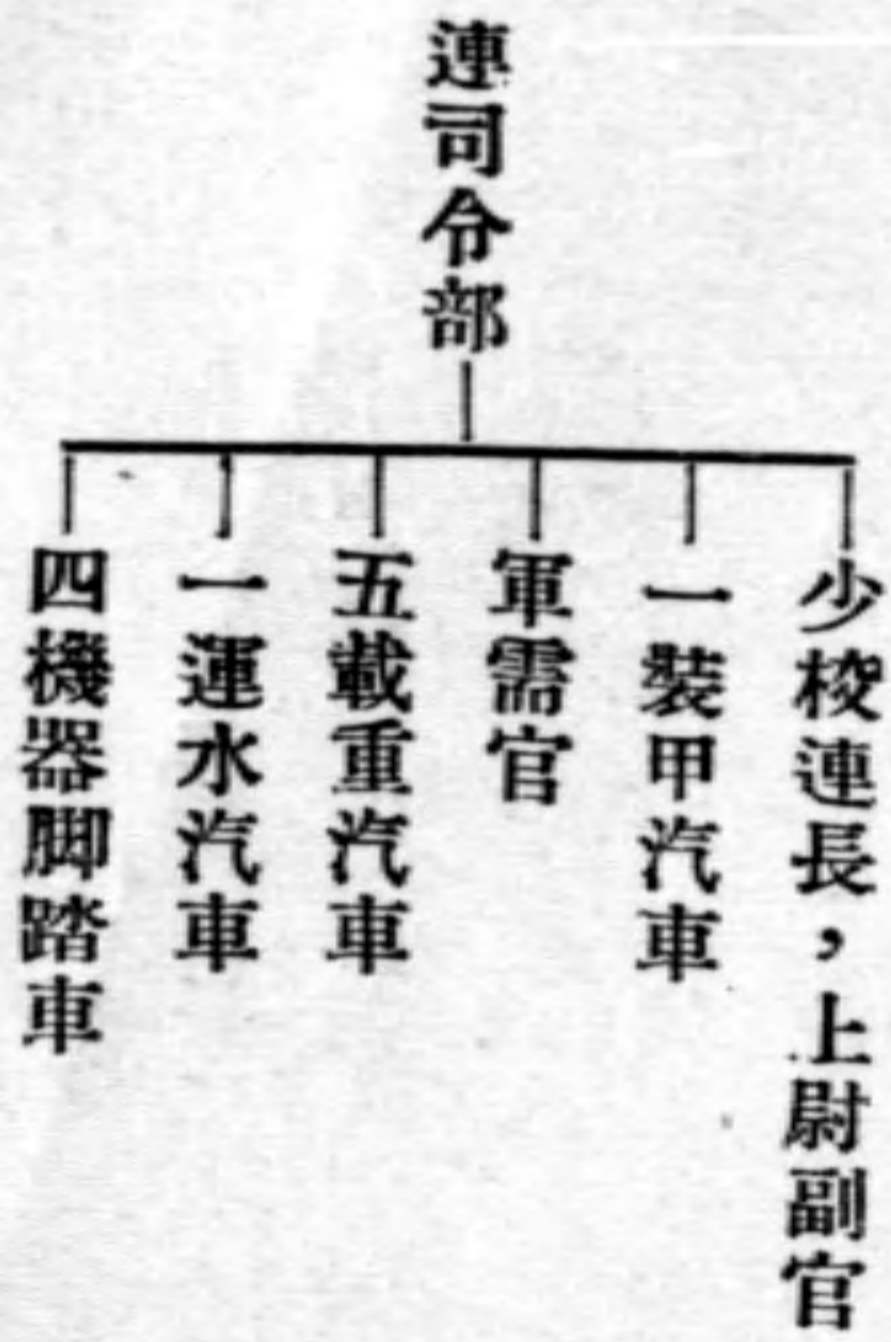 連司令部
少校連長，上尉副官
一裝甲汽車
軍需官
五載重汽車
一運水汽車
四機器脚踏車